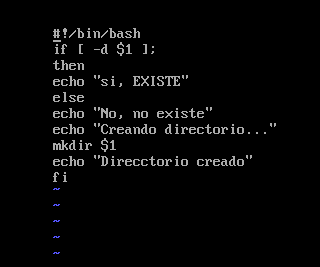 #!/bin/bash
if [ -d $1 ];
then
echo "si, EXISTE"
else
echo "No, no existe"
echo "Creando directorio..."
mkdir $1
echo "Direcctorio creado"
fi
~
~
~
~
~